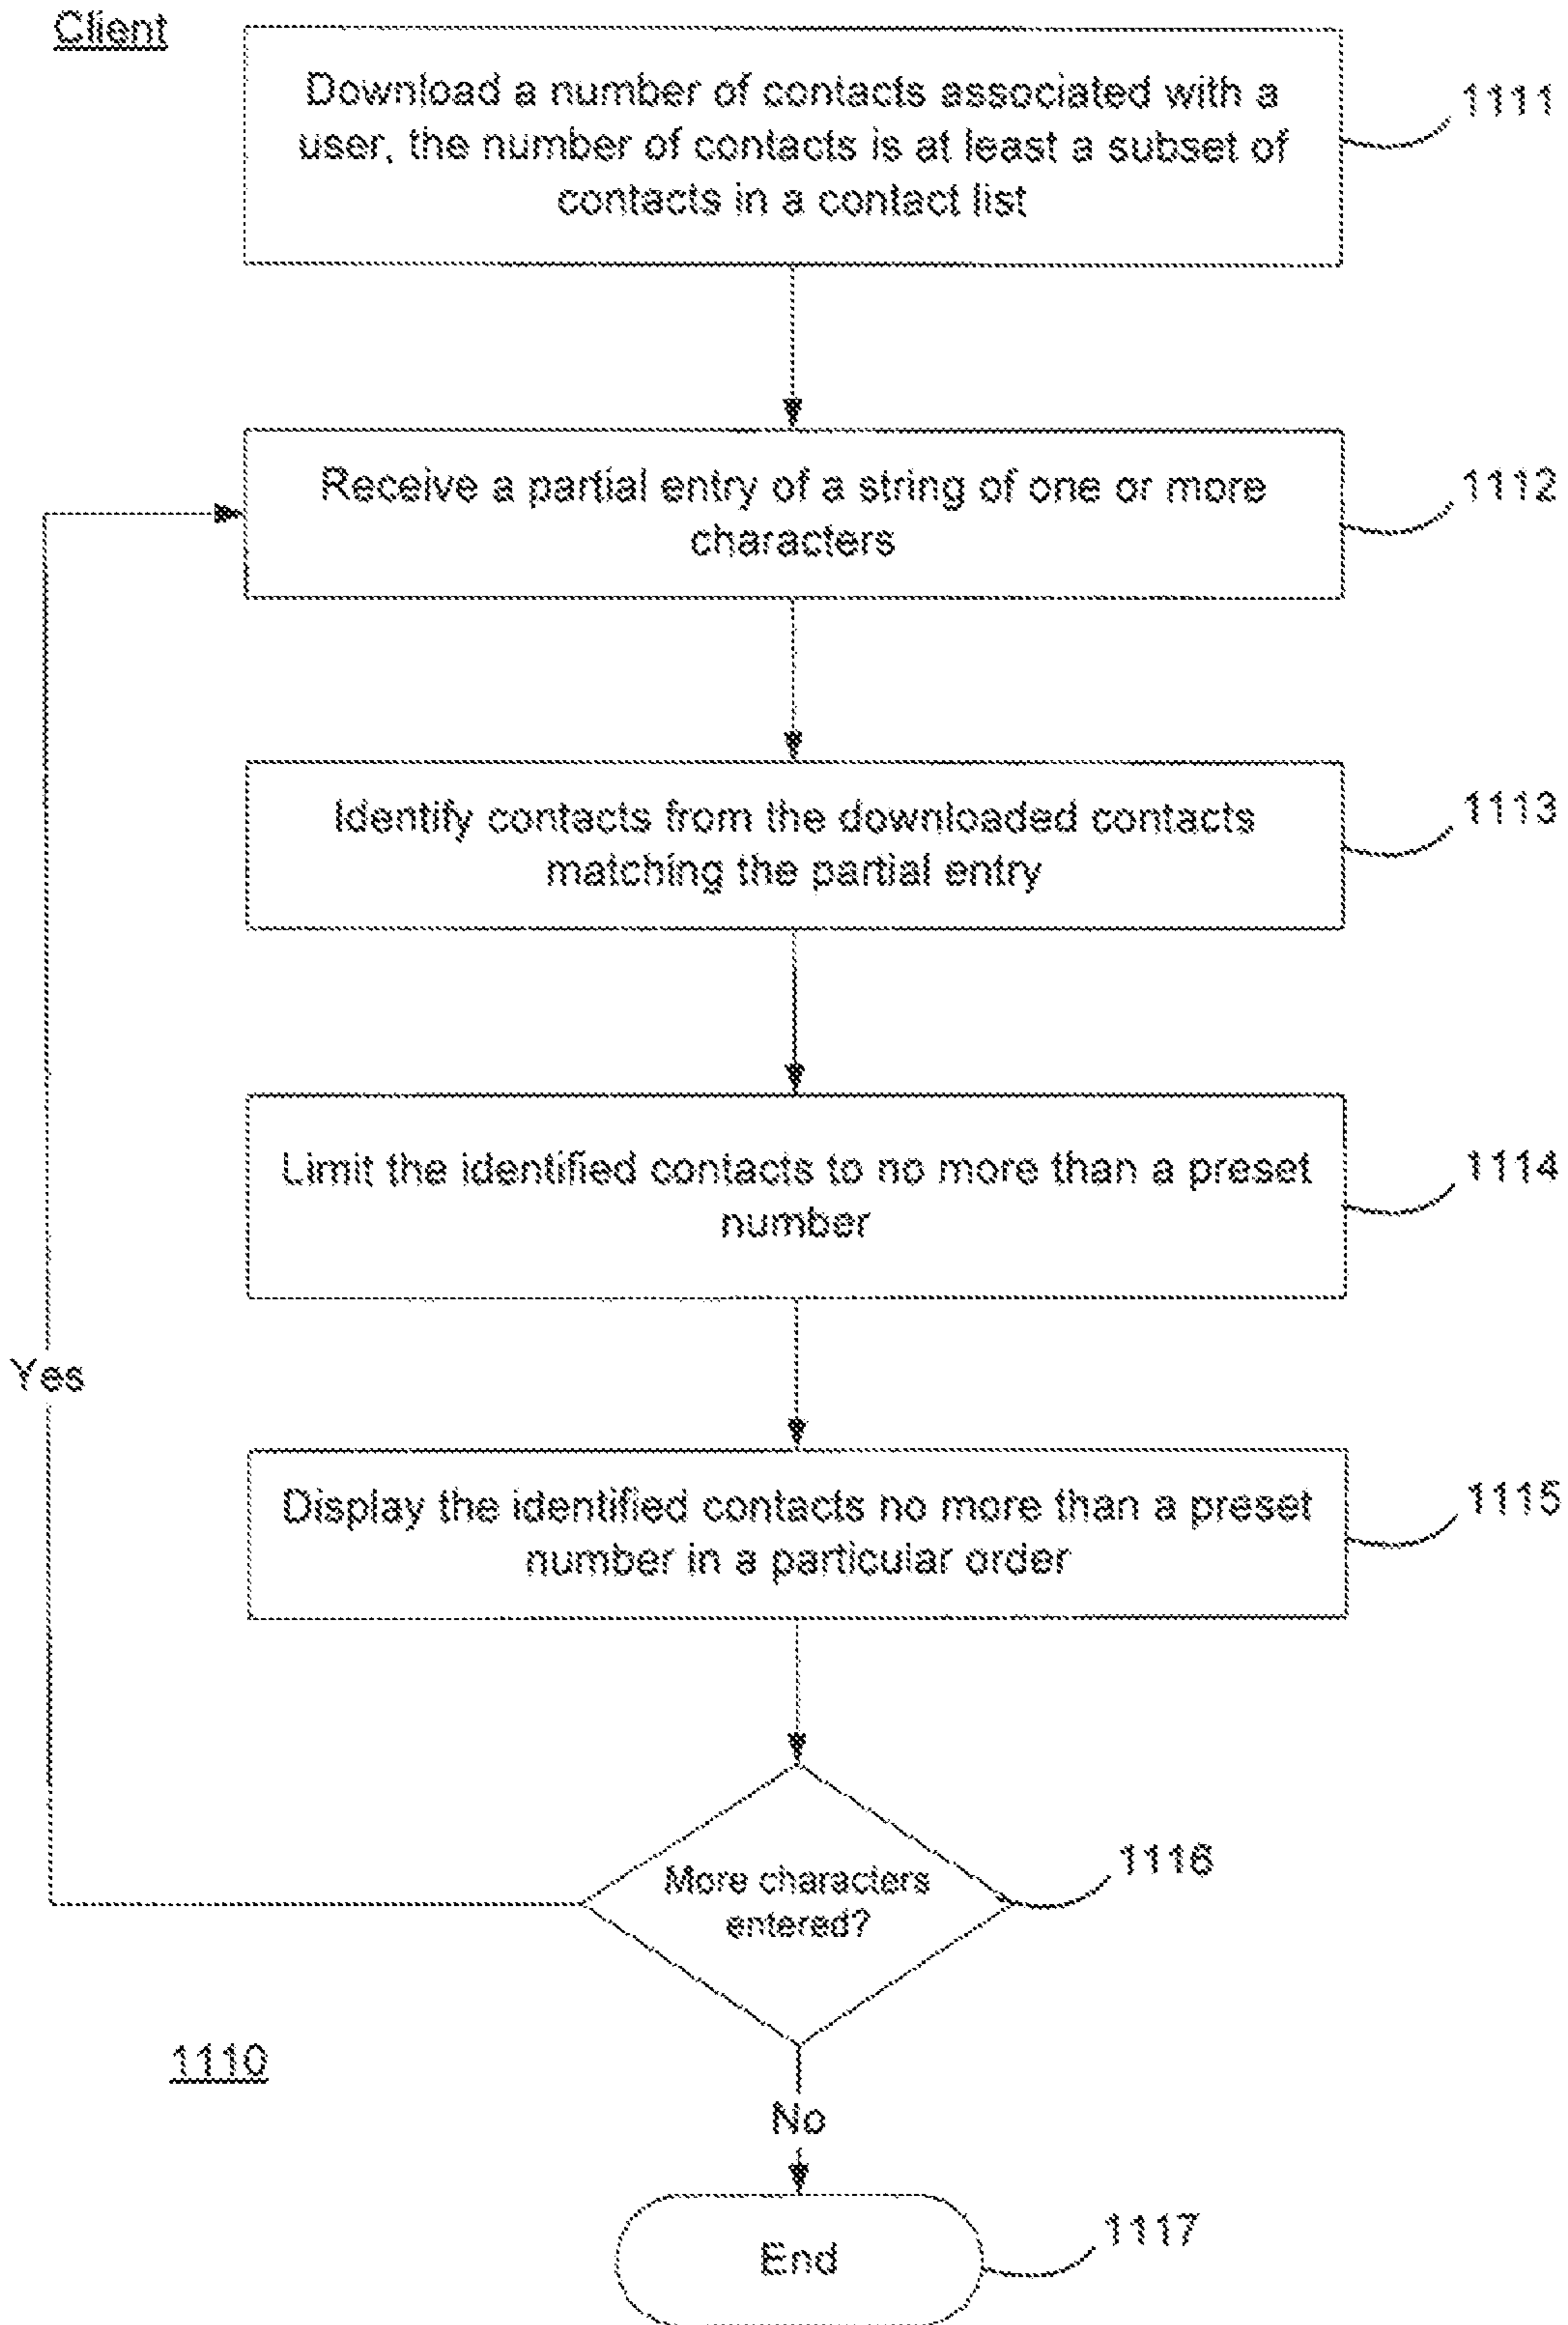 Client
Download a number of contacts associated with a
user, the number of contacts is at least a subset of
contacts in a contact list
1111
Receive a partial entry of a string of one or more
characters
1112
Identify contacts from the downloaded contacts
matching the partial entry
1113
Limit the identified contacts to no more than a preset
number
1114
Yes
Display the identified contacts no more than a preset
number in a particular order
1115
More characters
entered?
1116
1110
No
End
1117